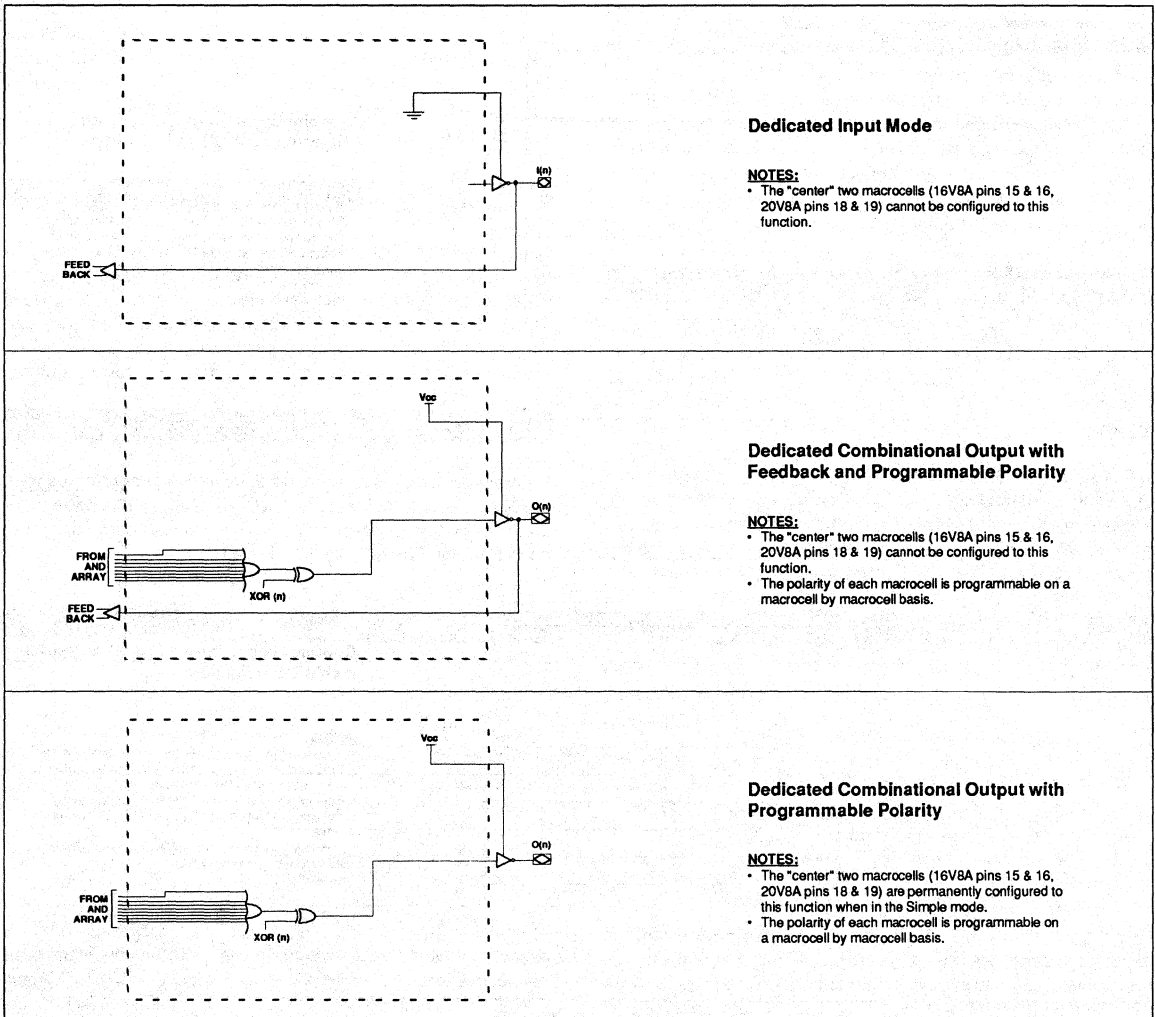 Dedicated Input Mode
NOTES:
• The "center" two macrocells (16V8A pins 15 & 16,
20V8A pins 18 & 19) cannot be configured to this
function.
I(n)
FEED
BACK
Vcc
Dedicated Combinational Output with
Feedback and Programmable Polarity
O(n)
NOTES:
• The "center" two macrocells (16V8A pins 15 & 16,
20V8A pins 18 & 19) cannot be configured to this
function.
• The polarity of each macrocell is programmable on a
macrocell by macrocell basis.
FROM
AND
ARRAY
XOR (n)
FEED
BACK
Vcc
Dedicated Combinational Output with
Programmable Polarity
O(n)
NOTES:
• The "center" two macrocells (16V8A pins 15 & 16,
20V8A pins 18 & 19) are permanently configured to
this function when in the Simple mode.
• The polarity of each macrocell is programmable on
a macrocell by macrocell basis.
FROM
AND
ARRAY
XOR (n)